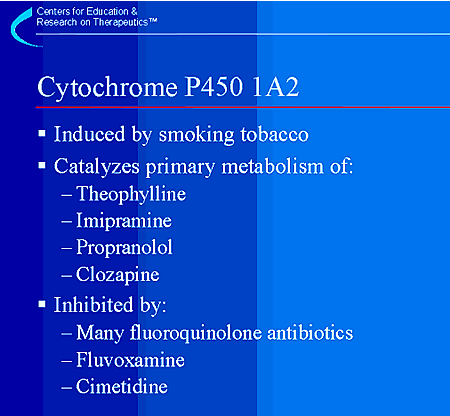 Centers for Education &
Research on Therapeutics™
Cytochrome P450 1A2
▪ Induced by smoking tobacco
▪ Catalyzes primary metabolism of:
– Theophylline
– Imipramine
– Propranolol
– Clozapine
▪ Inhibited by:
– Many fluoroquinolone antibiotics
– Fluvoxamine
– Cimetidine